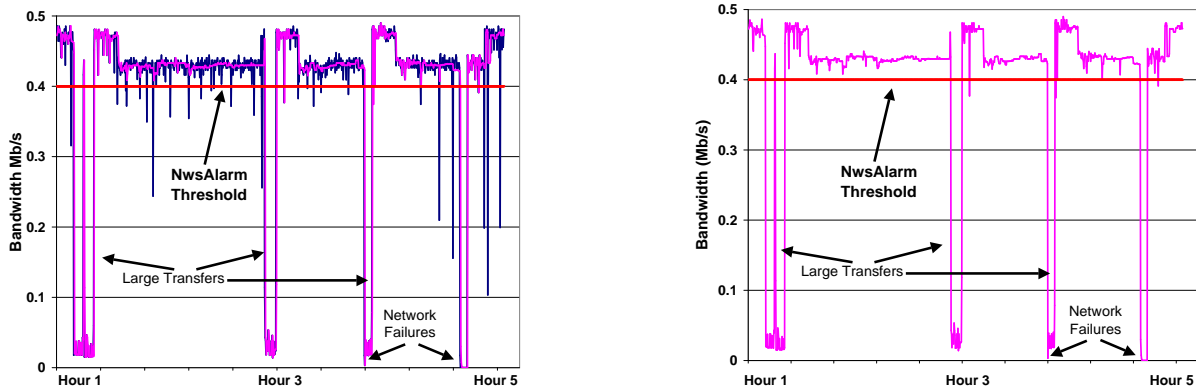 0.5
0.4
0.3
0.2
0.1
0
Bandwidth Mb/s
NwsAlarm
Threshold
Large Transfers
Network
Failures
Hour 1
Hour 3
Hour 5
0.5
0.4
0.3
0.2
0.1
0
Bandwidth (Mb/s)
NwsAlarm
Threshold
Large Transfers
Network
Failures
Hour 1
Hour 3
Hour 5